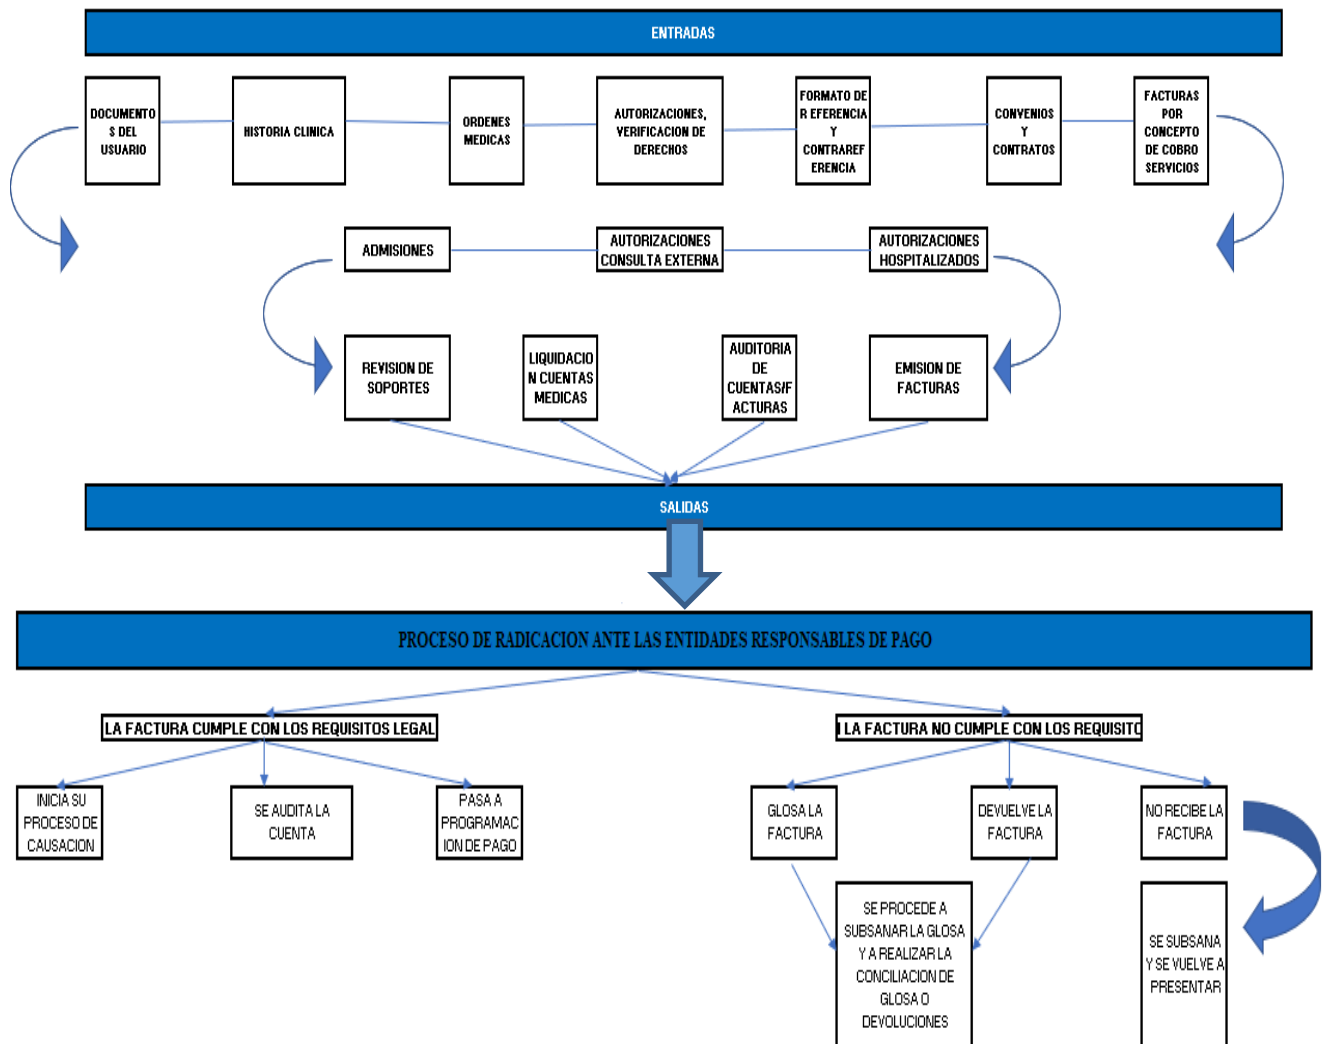 ENTRADAS
DOCUMENTO
S DEL
USUARIO
HISTORIA CLINICA
ORDENES
MEDICAS
AUTORIZACIONES,
VERIFICACION DE
DERECHOS
FORMATO DE
R EFERENCIA
Y
CONTRAREF
ERENCIA
CONVENIOS
Y
CONTRATOS
FACTURAS
POR
CONCEPTO
DE COBRO
SERVICIOS
ADMISIONES
AUTORIZACIONES
CONSULTA EXTERNA
AUTORIZACIONES
HOSPITALIZADOS
REVISION DE
SOPORTES
LIQUIDACIO
N CUENTAS
MEDICAS
AUDITORIA
DE
CUENTAS/F
ACTURAS
EMISION DE
FACTURAS
SALIDAS
PROCESO DE RADICACION ANTE LAS ENTIDADES RESPONSABLES DE PAGO
LA FACTURA CUMPLE CON LOS REQUISITOS LEGAL
LA FACTURA NO CUMPLE CON LOS REQUISITO
INICIA SU
PROCESO DE
CAUSACION
SE AUDITA LA
CUENTA
PASA A
PROGRAMAC
ION DE PAGO
GLOSA LA
FACTURA
DEVUELVE LA
FACTURA
NO RECIBE LA
FACTURA
SE PROCEDE A
SUBSANAR LA GLOSA
Y A REALIZAR LA
CONCILIACION DE
GLOSA O
DEVOLUCIONES
SE SUBSANA
Y SE VUELVE A
PRESENTAR